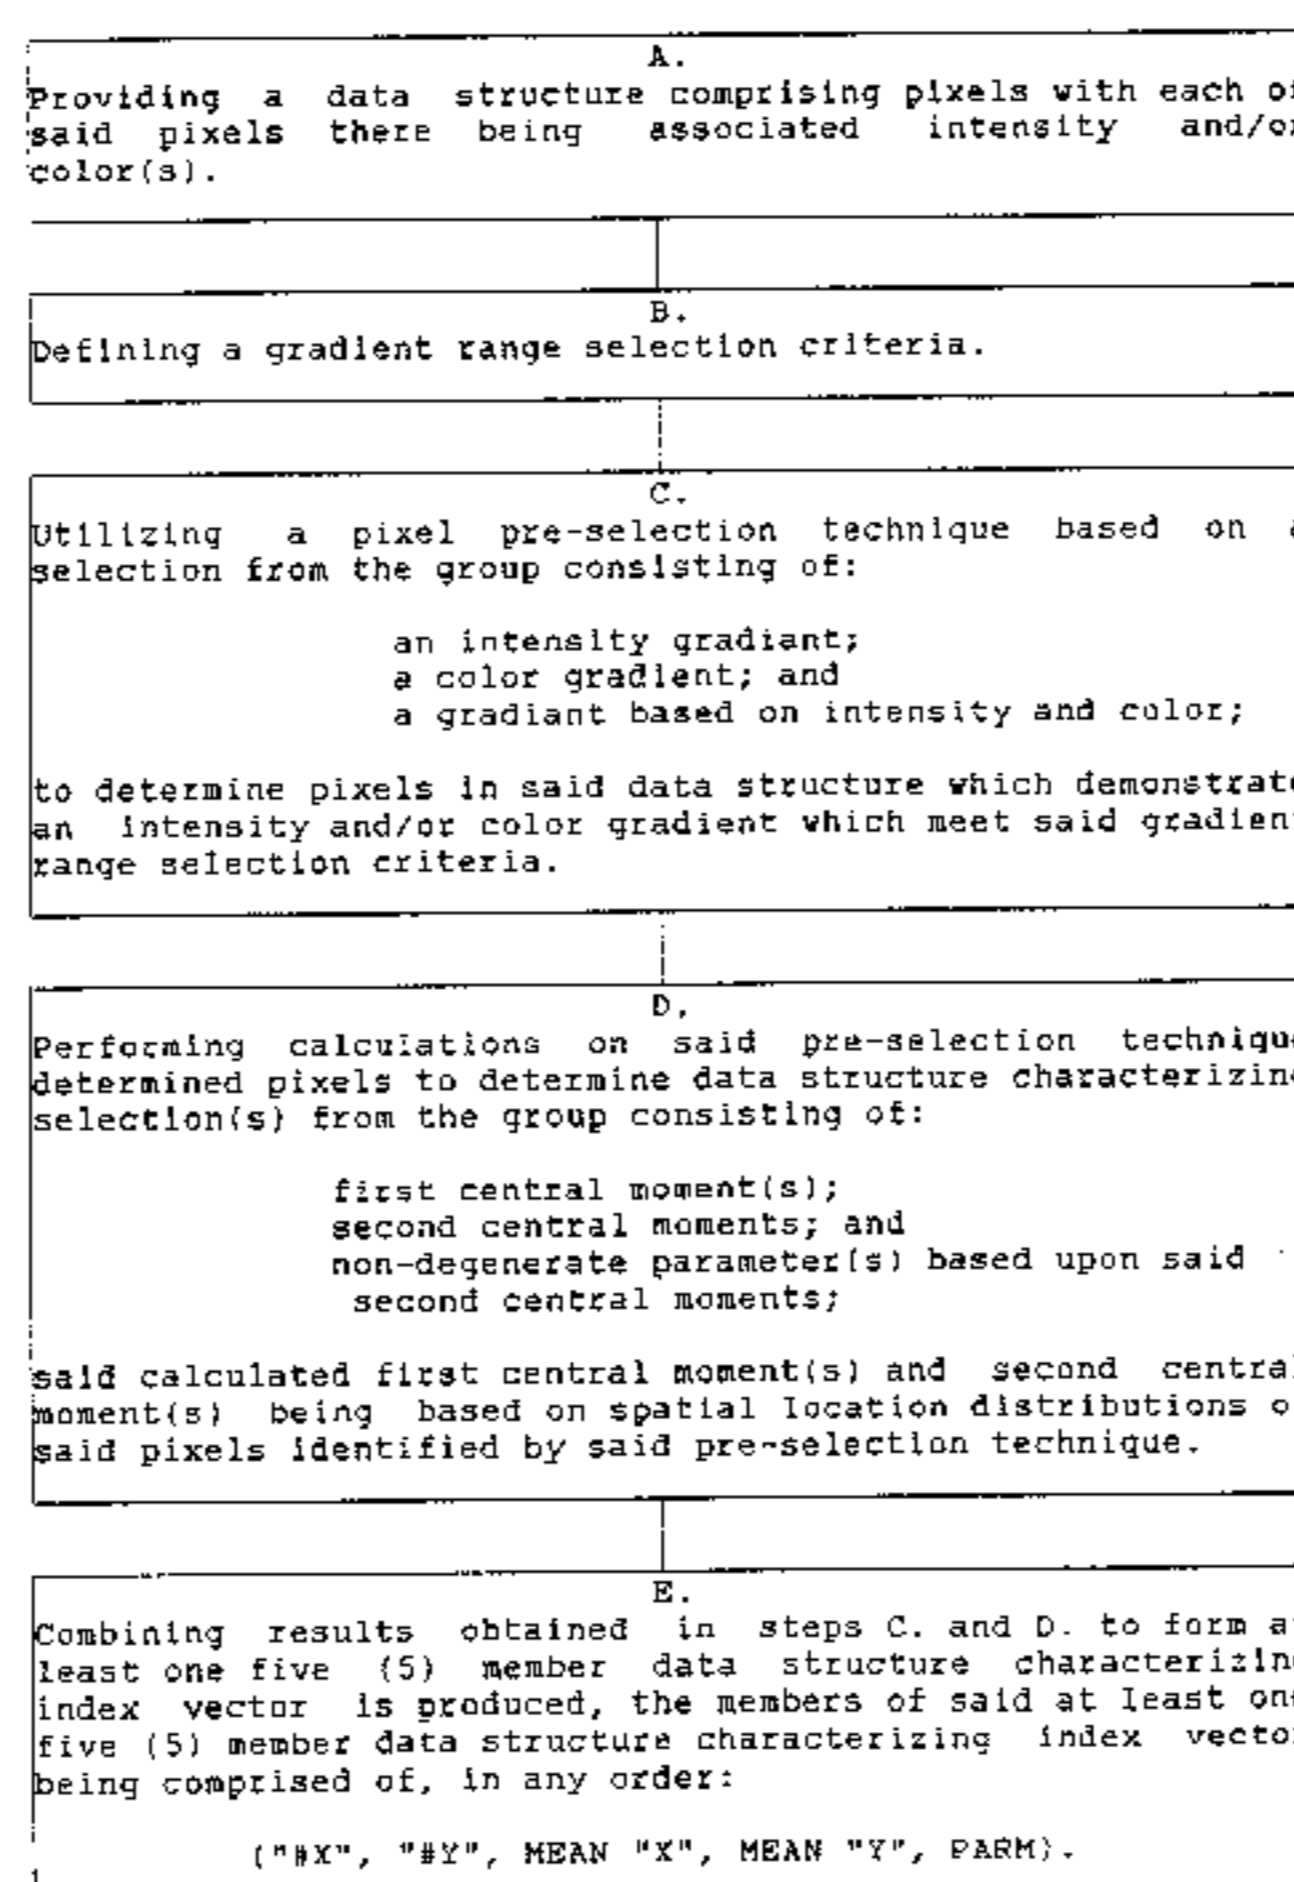 A.
Providing a data structure comprising pixels with each of
said pixels there being associated intensity and/or
color(s).
B.
Defining a gradient range selection criteria.
C.
Utilizing a pixel pre-selection technique based on a
selection from the group consisting of:
an intensity gradiant;
a color gradient; and
a gradiant based on intensity and color;
to determine pixels in said data structure which demonstrate
an intensity and/or color gradient which meet said gradient
range selection criteria.
D.
Performing calculations on said pre-selection technique
determined pixels to determine data structure characterizing
selection(s) from the group consisting of:
first central moment(s);
second central moments; and
non-degenerate parameter(s) based upon said
second central moments;
said calculated first central moment(s) and second central
moment(s) being based on spatial location distributions o
said pixels identified by said pre-selection technique.
E.
Combining results obtained in steps C. and D. to form a
least one five (5) member data structure characterizing
index vector is produced, the members of said at least one
five (5) member data structure characterizing index vector
being comprised of, in any order:
("#X", "#Y", MEAN "X", MEAN "Y", PARM).